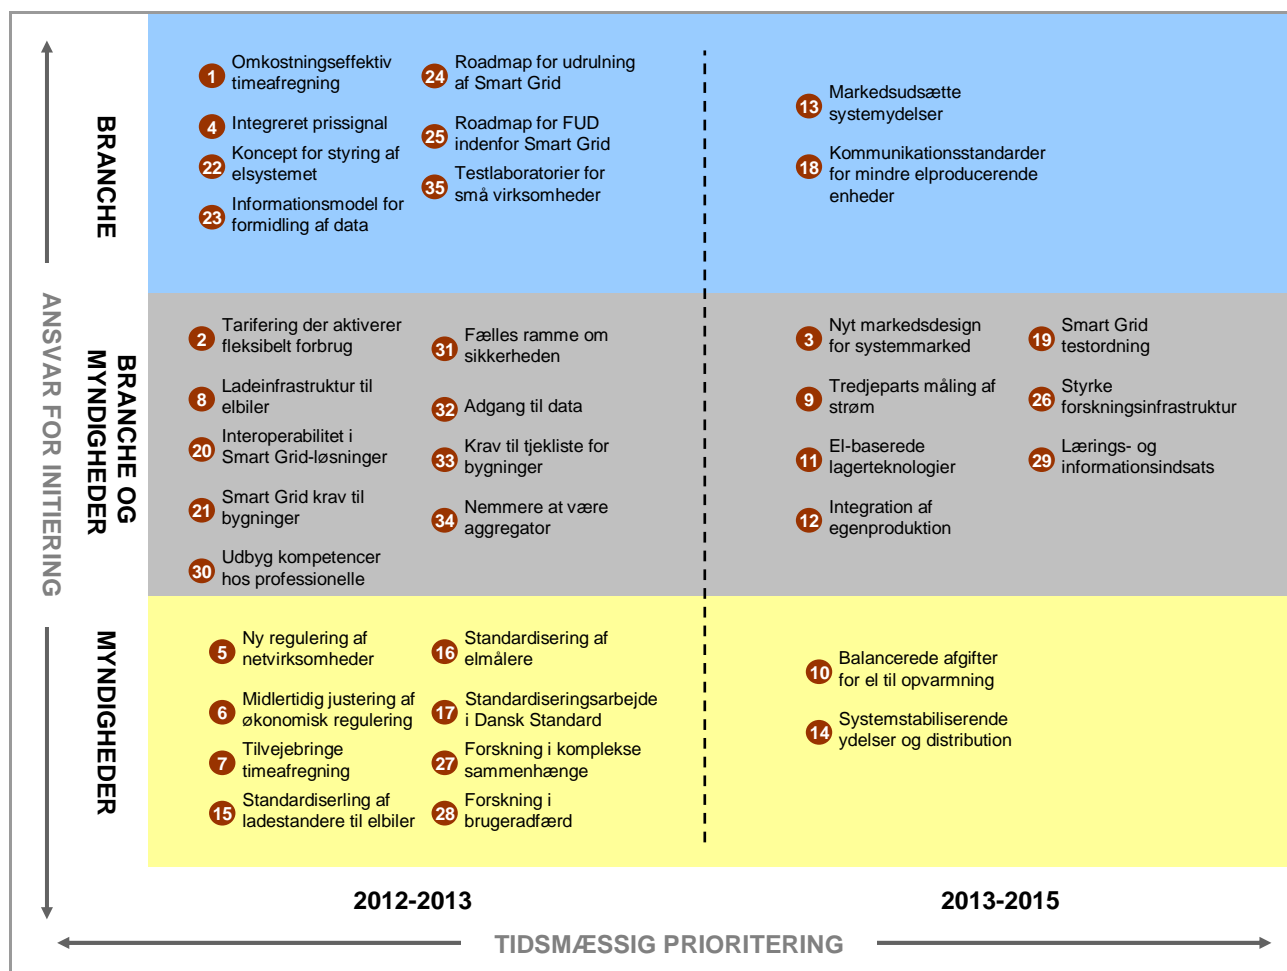 ANSVAR FOR INITIERING
BRANCHE
1 Omkostningseffektiv
timeafregning
4 Integreret prissignal
22 Koncept for styring af
elsystemet
23 Informationsmodel for
formidling af data
24 Roadmap for udrulning
af Smart Grid
25 Roadmap for FUD
indenfor Smart Grid
35 Testlaboratorier for
små virksomheder
13 Markedsudsætte
systemydelser
18 Kommunikationsstandarder
for mindre elproducerende
enheder
BRANCHE OG
MYNDIGHEDER
2 Tarifering der aktiverer
fleksibelt forbrug
8 Ladeinfrastruktur til
elbiler
20 Interoperabilitet i
Smart Grid-løsninger
21 Smart Grid krav til
bygninger
30 Udbyg kompetencer
hos professionelle
31 Fælles ramme om
sikkerheden
32 Adgang til data
33 Krav til tjekliste for
bygninger
34 Nemmere at være
aggregator
3 Nyt markedsdesign
for systemmarked
9 Tredjeparts måling af
strøm
11 El-baserede
lagerteknologier
12 Integration af
egenproduktion
19 Smart Grid
testordning
26 Styrke
forskningsinfrastruktur
29 Lærings- og
informationsindsats
MYNDIGHEDER
5 Ny regulering af
netvirksomheder
6 Midlertidig justering af
økonomisk regulering
7 Tilvejebringe
timeafregning
15 Standardiserling af
ladestandere til elbiler
16 Standardisering af
elmålere
17 Standardiseringsarbejde
i Dansk Standard
27 Forskning i komplekse
sammenhænge
28 Forskning i
brugeradfærd
10 Balancerede afgifter
for el til opvarmning
14 Systemstabiliserende
ydelser og distribution
2012-2013
2013-2015
TIDSMÆSSIG PRIORITERING